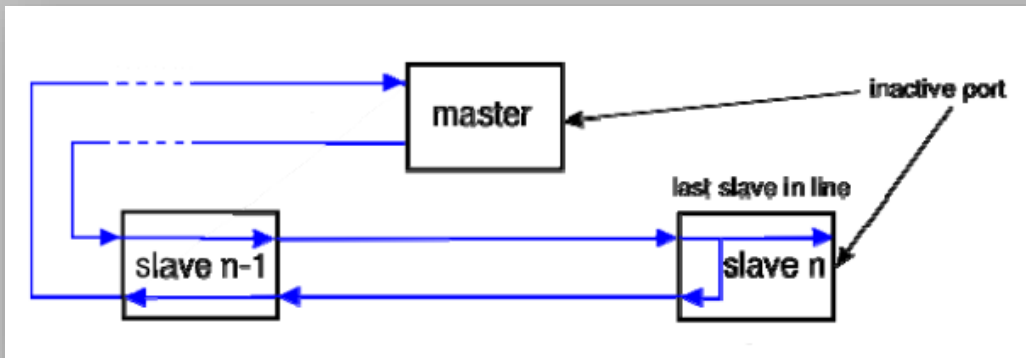 inactive port
master
last slave in line
slave n-1
slave n